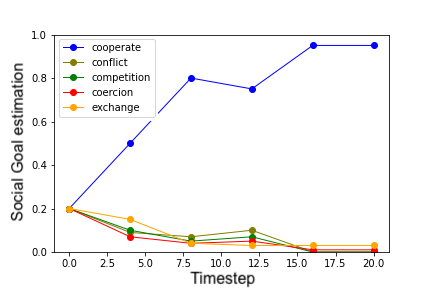 cooperate
conflict
competition
coercion
exchange
Social Goal estimation
1.0
0.8
0.6
0.4
0.2
0.0
0.0 2.5 5.0 7.5 10.0 12.5 15.0 17.5 20.0
Timestep